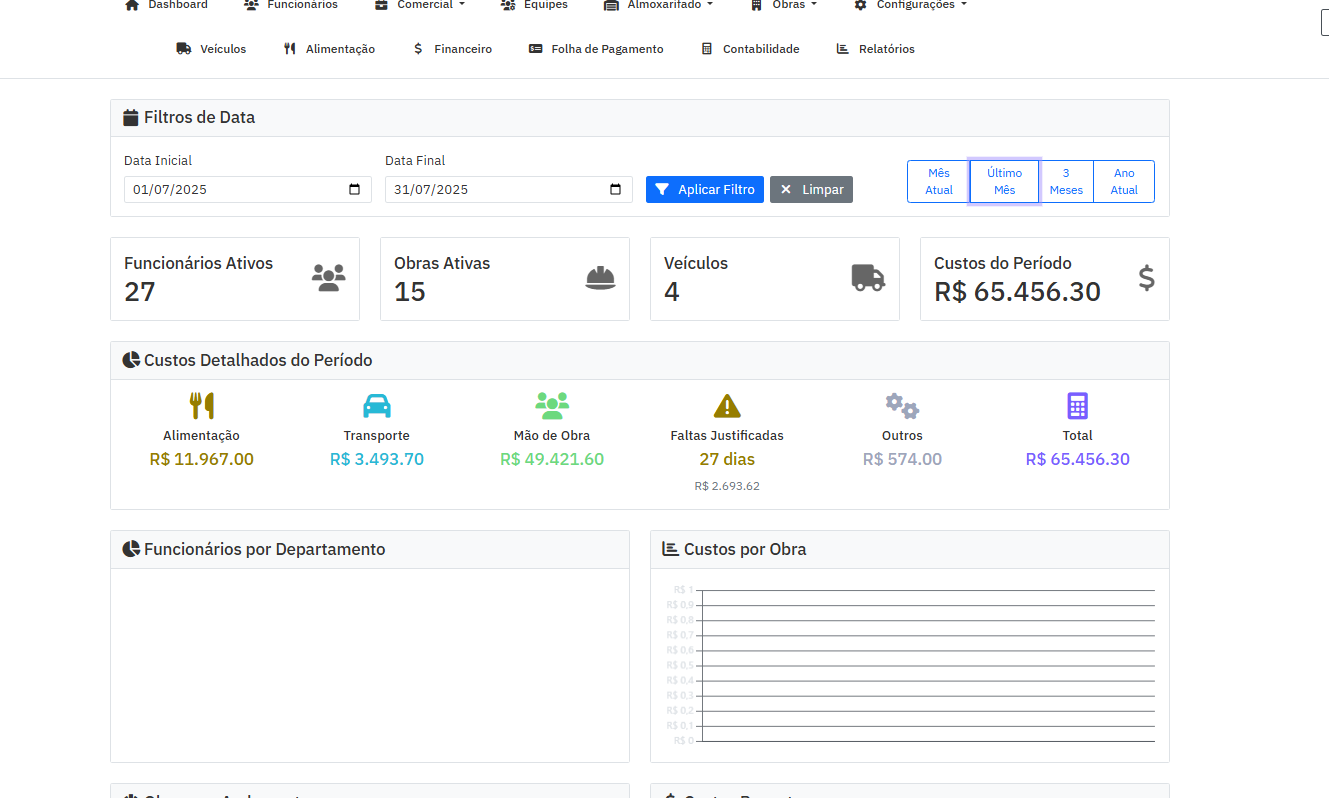 Dashboard Funcionários Comercial Equipes Almoxarifado Obras Configurações
Veículos Alimentação Financeiro Folha de Pagamento Contabilidade Relatórios
Filtros de Data
Data Inicial Data Final
01/07/2025 31/07/2025 Aplicar Filtro Limpar
Mês Último 3 Ano
Atual Mês Meses Atual
Funcionários Ativos Obras Ativas Veículos Custos do Período
27 15 4 R$ 65.456.30
Custos Detalhados do Período
Alimentação Transporte Mão de Obra Faltas Justificadas Outros Total
R$ 11.967.00 R$ 3.493.70 R$ 49.421.60 27 dias R$ 574.00 R$ 65.456.30
R$ 2.693.62
Funcionários por Departamento Custos por Obra
R$ 1
R$ 0,9
R$ 0,8
R$ 0,7
R$ 0,6
R$ 0,5
R$ 0,4
R$ 0,3
R$ 0,2
R$ 0,1
R$ 0